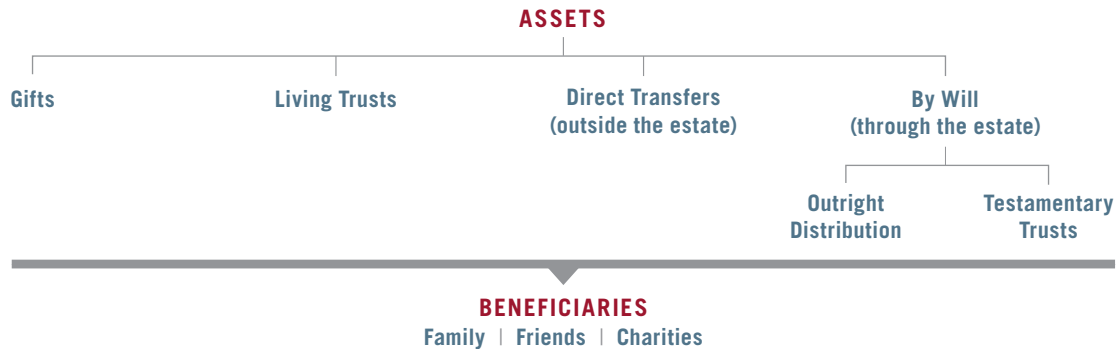 ASSETS
Gifts
Living Trusts
Direct Transfers
(outside the estate)
By Will
(through the estate)
Outright
Distribution
Testamentary
Trusts
BENEFICIARIES
Family | Friends | Charities